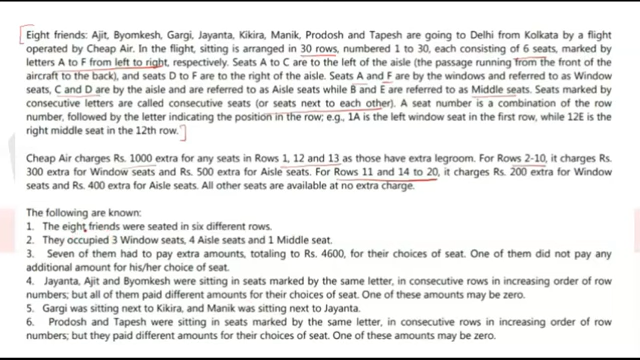 Eight friends: Ajit, Byomkesh, Gargi, Jayanta, Kikira, Manik, Prodosh and Tapesh are going to Delhi from Kolkata by a flight
operated by Cheap Air. In the flight, sitting is arranged in 30 rows, numbered 1 to 30, each consisting of 6 seats, marked by
letters A to F from left to right, respectively. Seats A to C are to the left of the aisle (the passage running from the front of the
aircraft to the back), and seats D to F are to the right of the aisle. Seats A and F are by the windows and referred to as Window
seats, C and D are by the aisle and are referred to as Aisle seats while B and E are referred to as Middle seats. Seats marked by
consecutive letters are called consecutive seats (or seats next to each other). A seat number is a combination of the row
number, followed by the letter indicating the position in the row; e.g., 1A is the left window seat in the first row, while 12E is the
right middle seat in the 12th row.
Cheap Air charges Rs. 1000 extra for any seats in Rows 1, 12 and 13 as those have extra legroom. For Rows 2-10, it charges Rs.
300 extra for Window seats and Rs. 500 extra for Aisle seats. For Rows 11 and 14 to 20, it charges Rs. 200 extra for Window
seats and Rs. 400 extra for Aisle seats. All other seats are available at no extra charge.
The following are known:
1. The eight friends were seated in six different rows.
2. They occupied 3 Window seats, 4 Aisle seats and 1 Middle seat.
3. Seven of them had to pay extra amounts, totaling to Rs. 4600, for their choices of seat. One of them did not pay any
additional amount for his/her choice of seat.
4. Jayanta, Ajit and Byomkesh were sitting in seats marked by the same letter, in consecutive rows in increasing order of row
numbers; but all of them paid different amounts for their choices of seat. One of these amounts may be zero.
5. Gargi was sitting next to Kikira, and Manik was sitting next to Jayanta.
6. Prodosh and Tapesh were sitting in seats marked by the same letter, in consecutive rows in increasing order of row
numbers; but they paid different amounts for their choices of seat. One of these amounts may be zero.